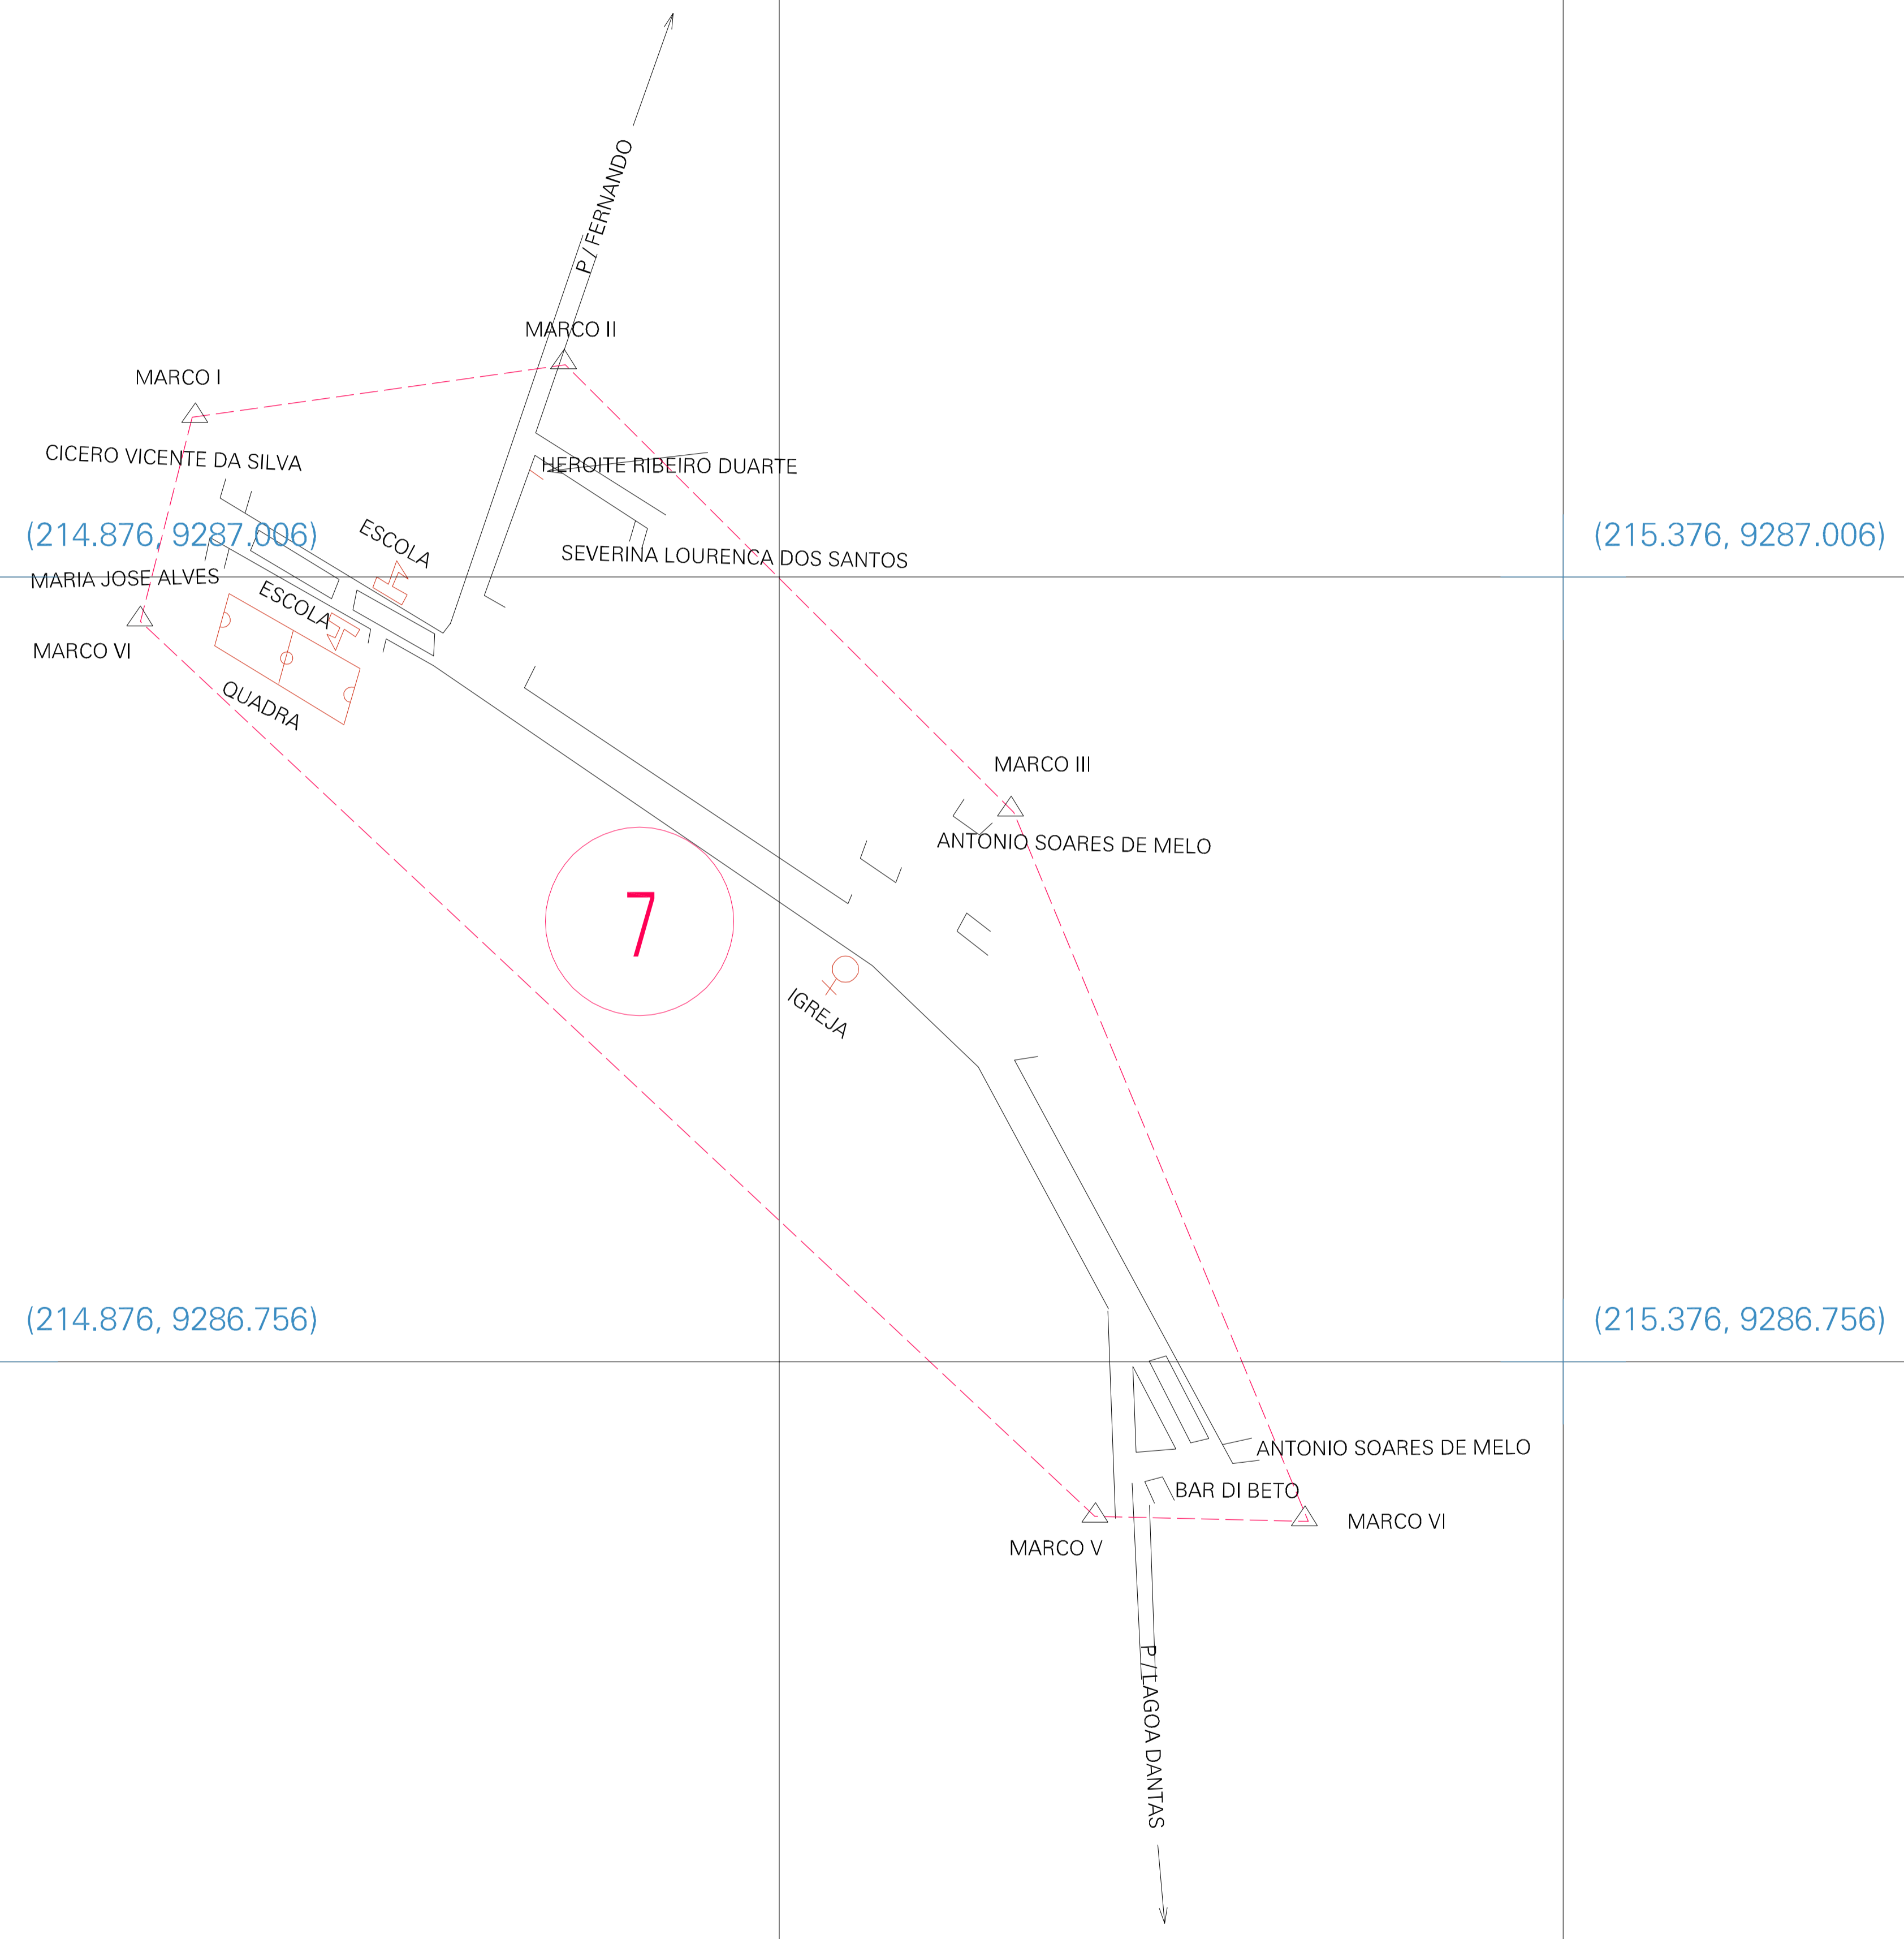 P / FERNANDO
MARCO II
MARCO I
CICERO VICENTE DA SILVA
HEROITE RIBEIRO DUARTE
(214.876, 9287.006)
ESCOLA
(215.376, 9287.006)
SEVERINA LOURENCA DOS SANTOS
MARIA JOSE ALVES
ESCOLA
MARCO VI
QUADRA
MARCO III
ANTONIO SOARES DE MELO
7
IGREJA
(214.876, 9286.756)
(215.376, 9286.756)
ANTONIO SOARES DE MELO
BAR DI BETO
MARCO VI
MARCO V
P / LAGOA DANTAS